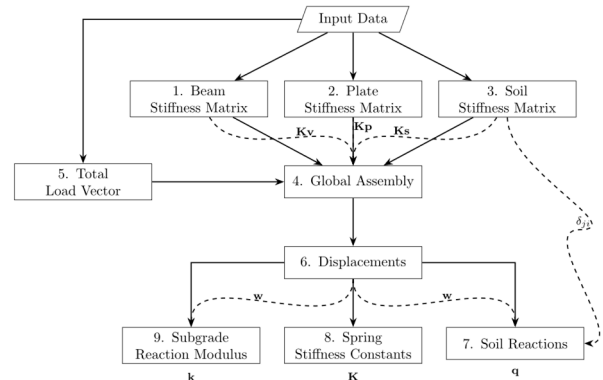 Input Data
1. Beam
Stiffness Matrix
2. Plate
Stiffness Matrix
3. Soil
Stiffness Matrix
Kv
Kp
Ks
5. Total
Load Vector
4. Global Assembly
δji
6. Displacements
w
w
9. Subgrade
Reaction Modulus
8. Spring
Stiffness Constants
7. Soil Reactions
k
K
q